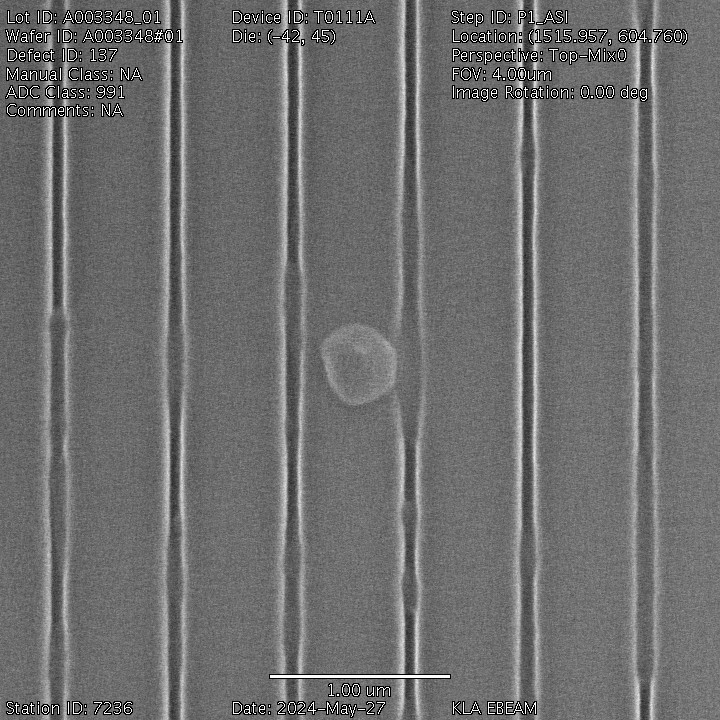 Lot ID: A003348_01
Wafer ID: A003348#01
Defect ID: 137
Manual Class: NA
ADC Class: 991
Comments: NA
Device ID: T0111A
Die: (-42, 45)
Step ID: P1_ASI
Location: (1515.957, 604.760)
Perspective: Top-Mix0
FOV: 4.00um
Image Rotation: 0.00 deg
1.00 um
Station ID: 7236
Date: 2024-May-27
KLA EBEAM